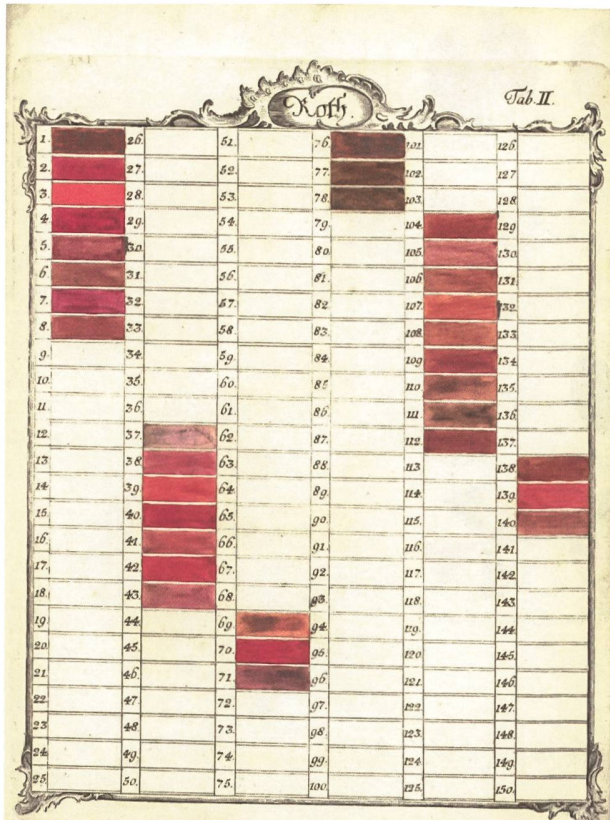 Tab. II.
Roth.
1. 26. 51. 76. 101. 126.
2. 27. 52. 77. 102. 127
3. 28. 53. 78. 103. 128.
4. 29. 54. 79. 104. 129
5. 30. 55. 80. 105. 130.
6. 31. 56. 81. 106. 131.
7. 32. 57. 82. 107. 132.
8. 33. 58. 83. 108. 133.
9. 34. 59. 84. 109 134.
10. 35. 60. 85. 110. 135.
11. 36. 61. 86. 111. 136.
12. 37. 62. 87. 112. 137.
13. 38. 63. 88. 113 138.
14. 39. 64. 89. 114. 139.
15. 40. 65. 90. 115. 140.
16. 41. 66. 91. 116. 141.
17. 42. 67. 92. 117. 142.
18. 43. 68. 93. 118. 143.
19. 44. 69. 94. 119. 144.
20. 45. 70. 95. 120. 145.
21. 46. 71. 96. 121. 146.
22. 47. 72. 97. 122. 147.
23. 48. 73. 98. 123. 148.
24. 49. 74. 99. 124. 149.
25. 50. 75. 100. 125. 150.